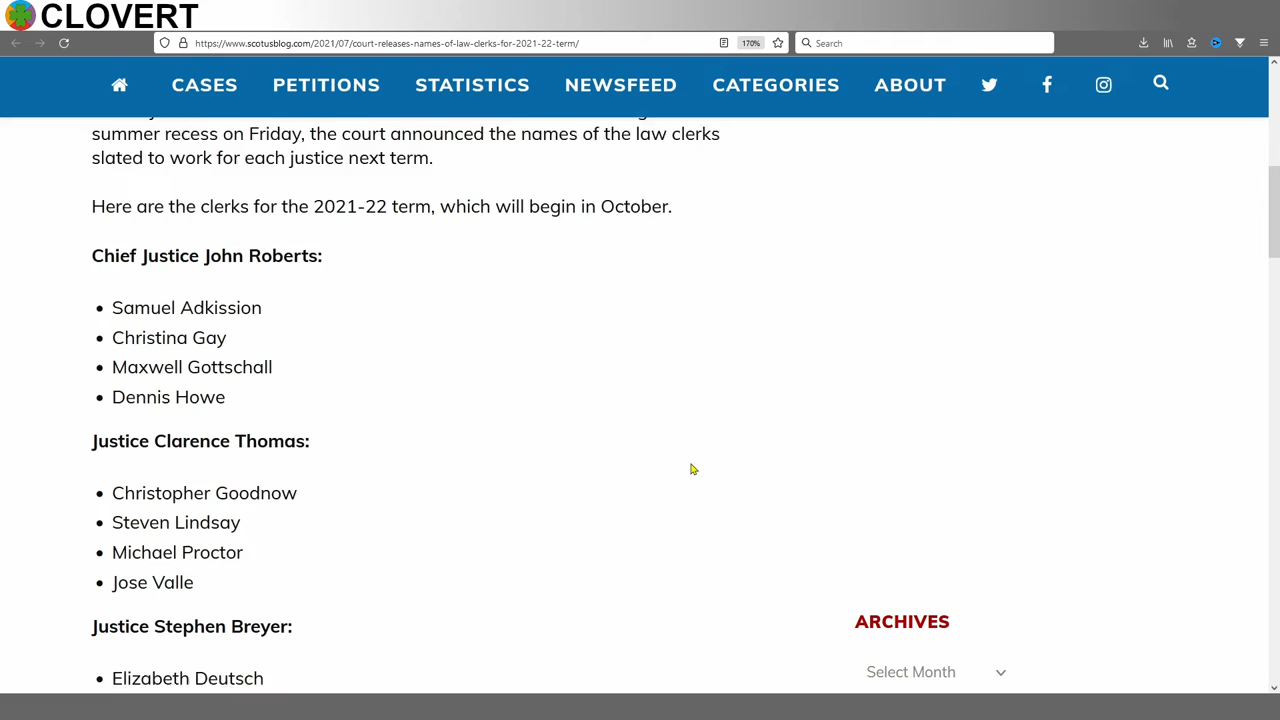 CLOVERT
https://www.scotusblog.com/2021/07/court-releases-names-of-law-clerks-for-2021-22-term/
170%
Search
CASES PETITIONS STATISTICS NEWSFEED CATEGORIES ABOUT
summer recess on Friday, the court announced the names of the law clerks
slated to work for each justice next term.
Here are the clerks for the 2021-22 term, which will begin in October.
Chief Justice John Roberts:
• Samuel Adkission
• Christina Gay
• Maxwell Gottschall
• Dennis Howe
Justice Clarence Thomas:
• Christopher Goodnow
• Steven Lindsay
• Michael Proctor
• Jose Valle
Justice Stephen Breyer:
• Elizabeth Deutsch
ARCHIVES
Select Month